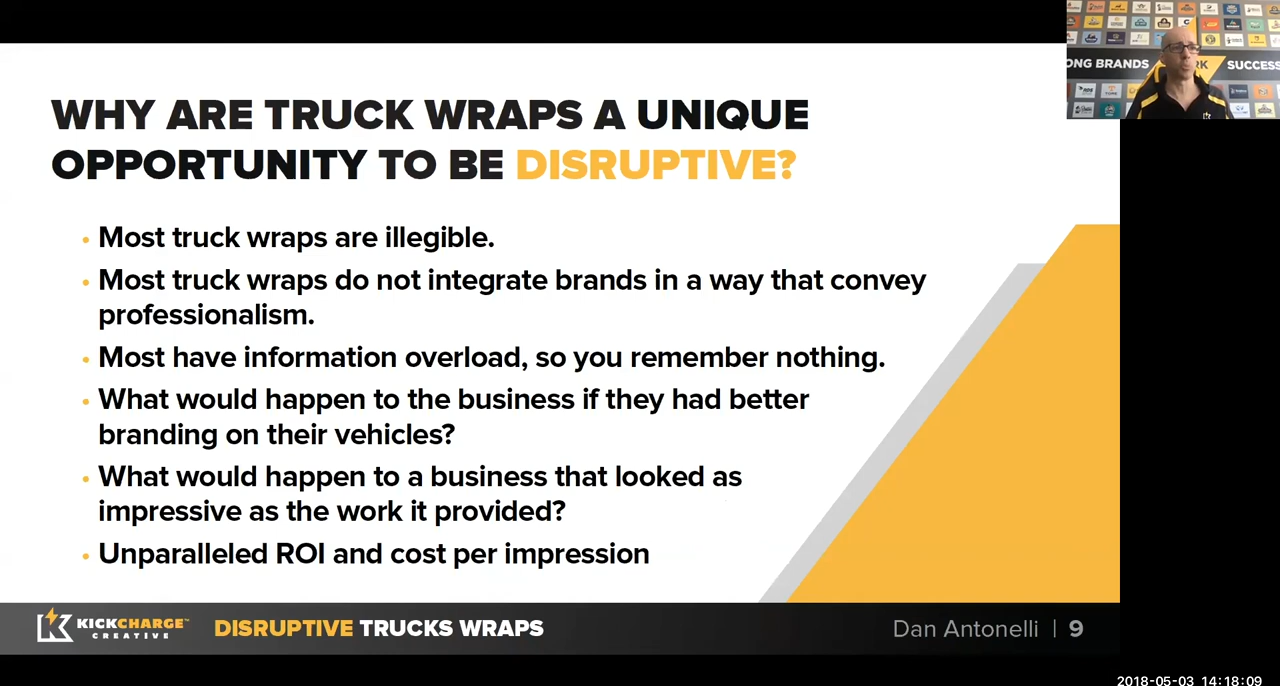 ONG BRANDS
RK
SUCCESS
WHY ARE TRUCK WRAPS A UNIQUE
OPPORTUNITY TO BE DISRUPTIVE?
• Most truck wraps are illegible.
• Most truck wraps do not integrate brands in a way that convey
professionalism.
• Most have information overload, so you remember nothing.
• What would happen to the business if they had better
branding on their vehicles?
• What would happen to a business that looked as
impressive as the work it provided?
• Unparalleled ROI and cost per impression
K KICKCHARGE™
CREATIVE
DISRUPTIVE TRUCKS WRAPS
Dan Antonelli | 9
2018-05-03 14:18:09